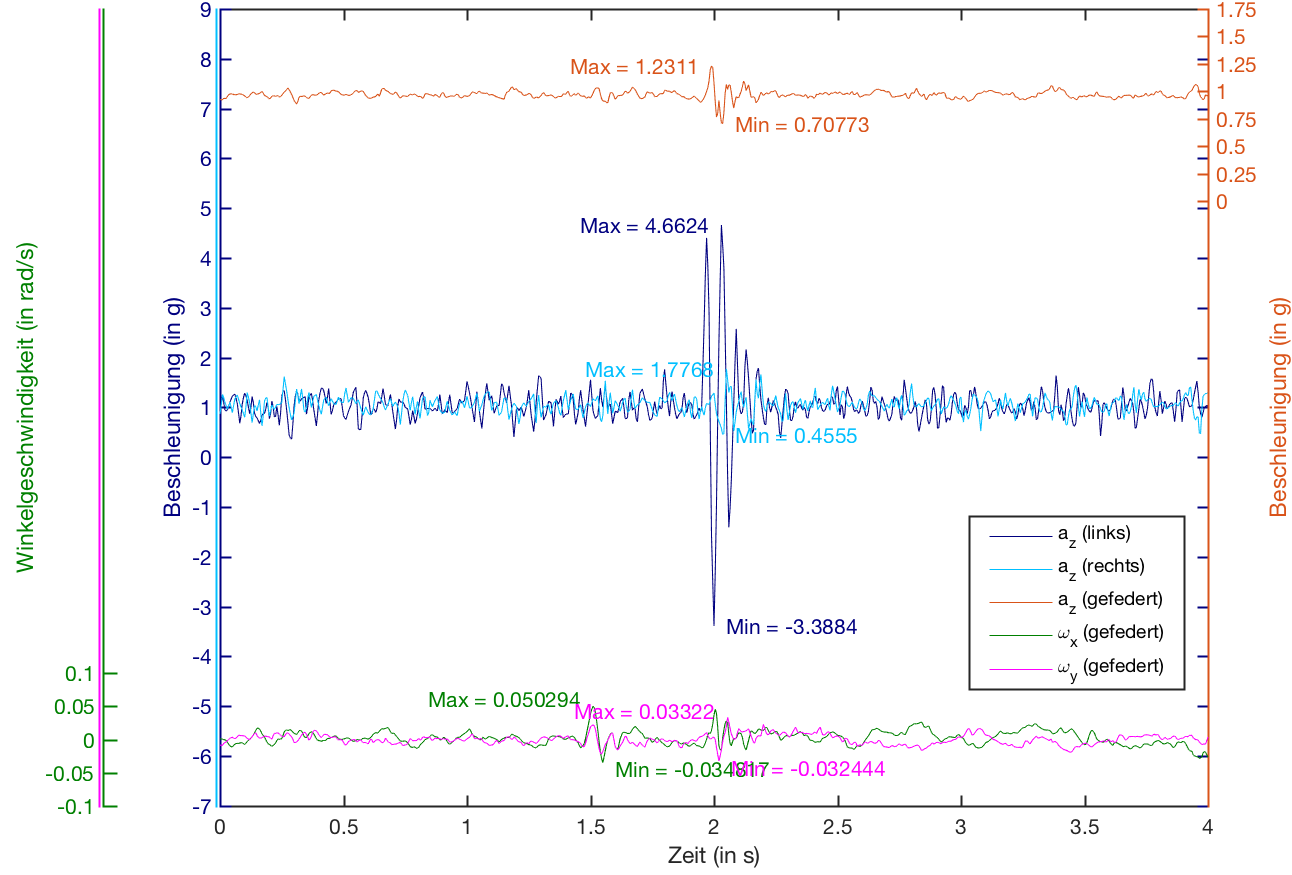 Winkelgeschwindigkeit (in rad/s)
0.1
0.05
0
-0.05
-0.1
Beschleunigung (in g)
9
8
7
6
5
4
3
2
1
0
-1
-2
-3
-4
-5
-6
-7
Max = 1.2311
Min = 0.70773
Max = 4.6624
Max = 1.7768
Min = 0.4555
Min = -3.3884
Max = 0.050294
Max = 0.03322
Min = -0.034817
Min = -0.032444
a_z (links)
a_z (rechts)
a_z (gefedert)
ω_x (gefedert)
ω_y (gefedert)
1.75
1.5
1.25
1
0.75
0.5
0.25
0
Beschleunigung (in g)
0 0.5 1 1.5 2 2.5 3 3.5 4
Zeit (in s)